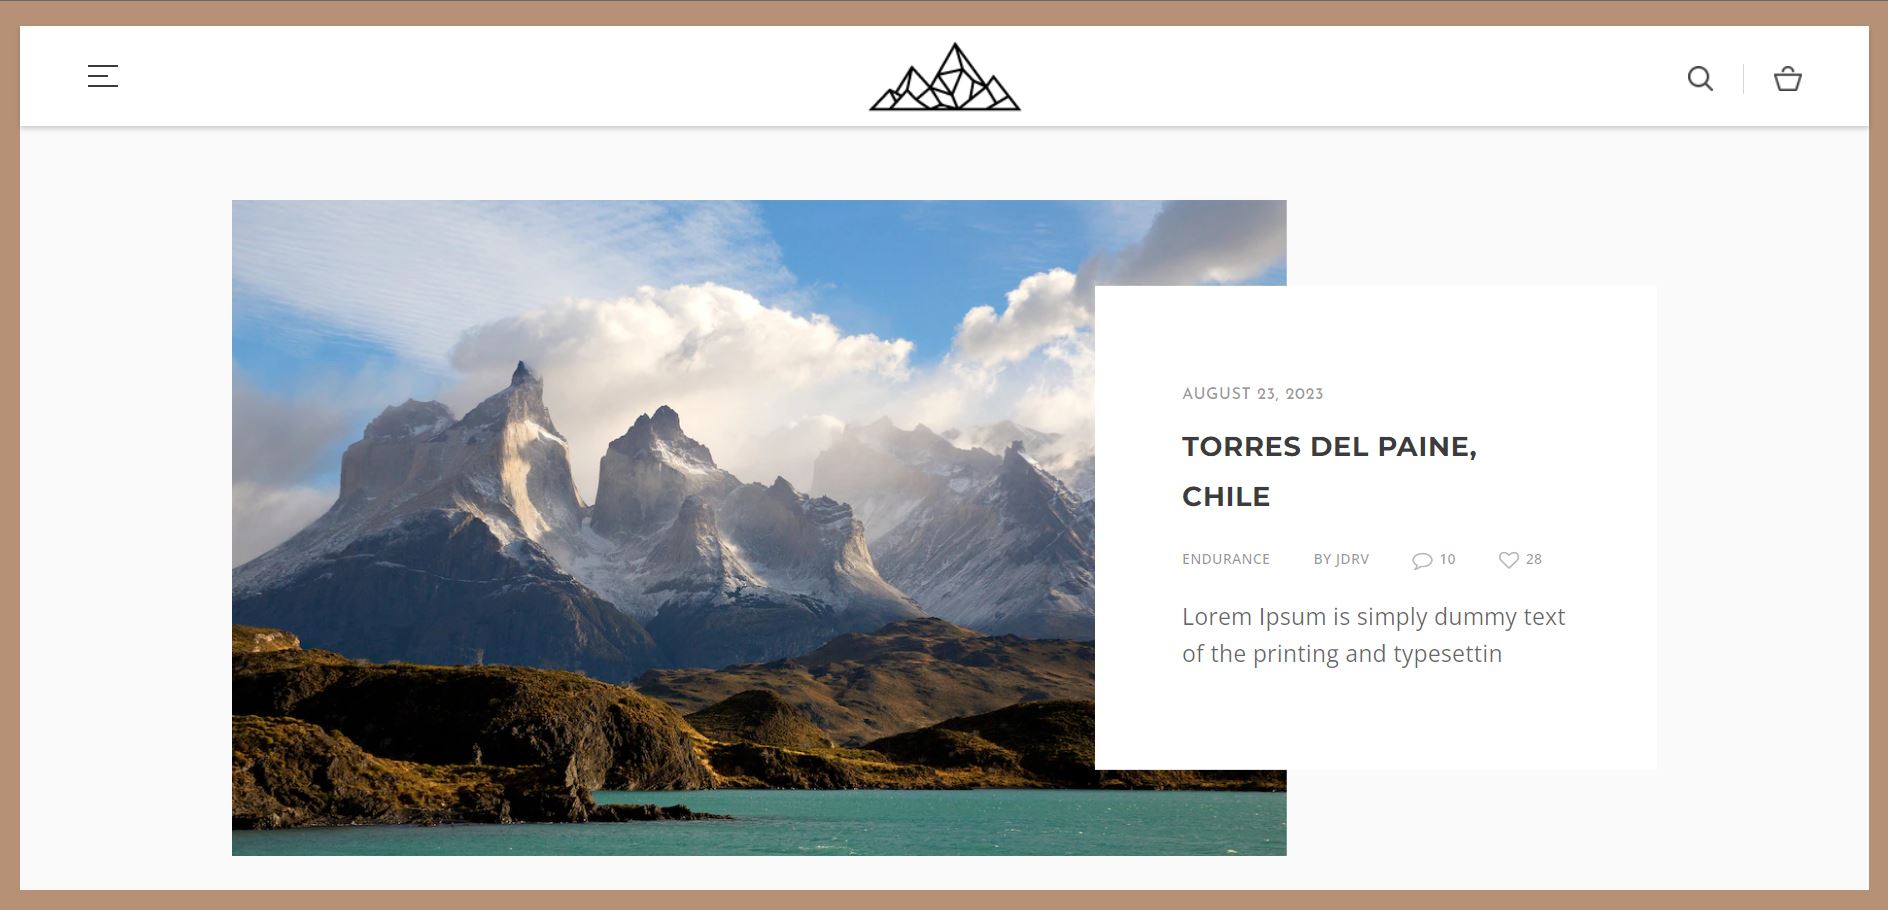 AUGUST 23, 2023
TORRES DEL PAINE,
CHILE
ENDURANCE BY JDRV 10 28
Lorem Ipsum is simply dummy text
of the printing and typesettin